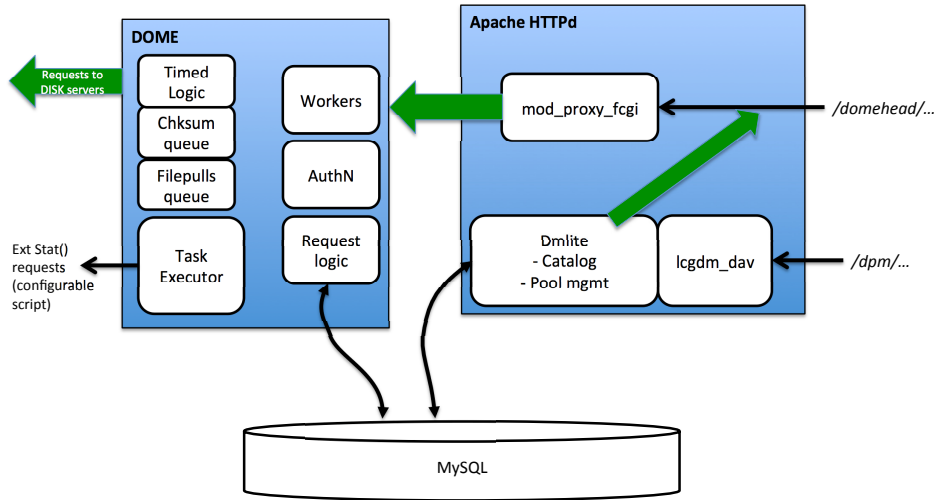 Apache HTTPd
DOME
Requests to
DISK servers
Timed
Logic
Workers
mod_proxy_fcgi
/domehead/...
Chksum
queue
AuthN
Filepulls
queue
Request
logic
Dmlite
- Catalog
- Pool mgmt
lcgdm_dav
/dpm/...
Ext Stat()
requests
(configurable
script)
Task
Executor
MySQL